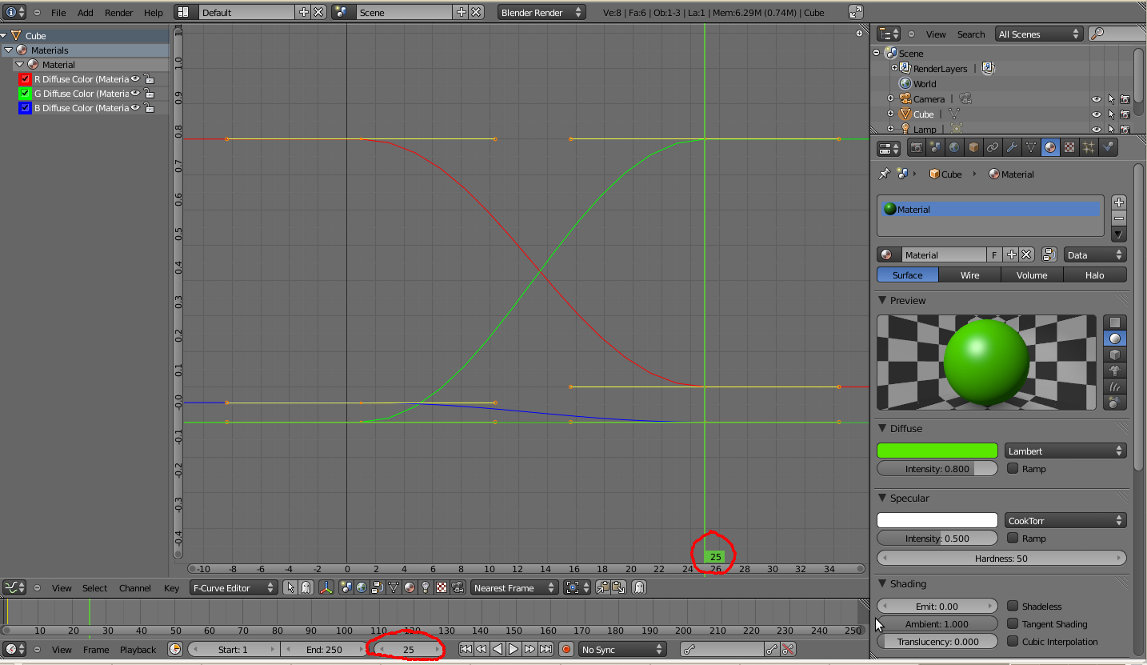 File Add Render Help Default Scene Blender Render Ve:8 | Fa:6 | Ob:1-3 | La:1 | Mem:6.29M (0.74M) | Cube
Cube
Materials
Material
R Diffuse Color (Materia
G Diffuse Color (Materia
B Diffuse Color (Materia
1.0
0.9
0.8
0.7
0.6
0.5
0.4
0.3
0.2
0.1
-0.0
-0.1
-0.2
-0.3
-0.4
25
-10 -8 -6 -4 -2 0 2 4 6 8 10 12 14 16 18 20 22 24 26 28 30 32 34
View Select Channel Key F-Curve Editor Nearest Frame
10 20 30 40 50 60 70 80 90 100 110 120 130 140 150 160 170 180 190 200 210 220 230 240 250
View Frame Playback Start: 1 End: 250 25 No Sync
View Search All Scenes
Scene
RenderLayers
World
Camera
Cube
Lamp
Cube Material
Material
Material F Data
Surface Wire Volume Halo
Preview
Diffuse
Lambert
Intensity: 0.800 Ramp
Specular
CookTorr
Intensity: 0.500 Ramp
Hardness: 50
Shading
Emit: 0.00 Shadeless
Ambient: 1.000 Tangent Shading
Translucency: 0.000 Cubic Interpolation